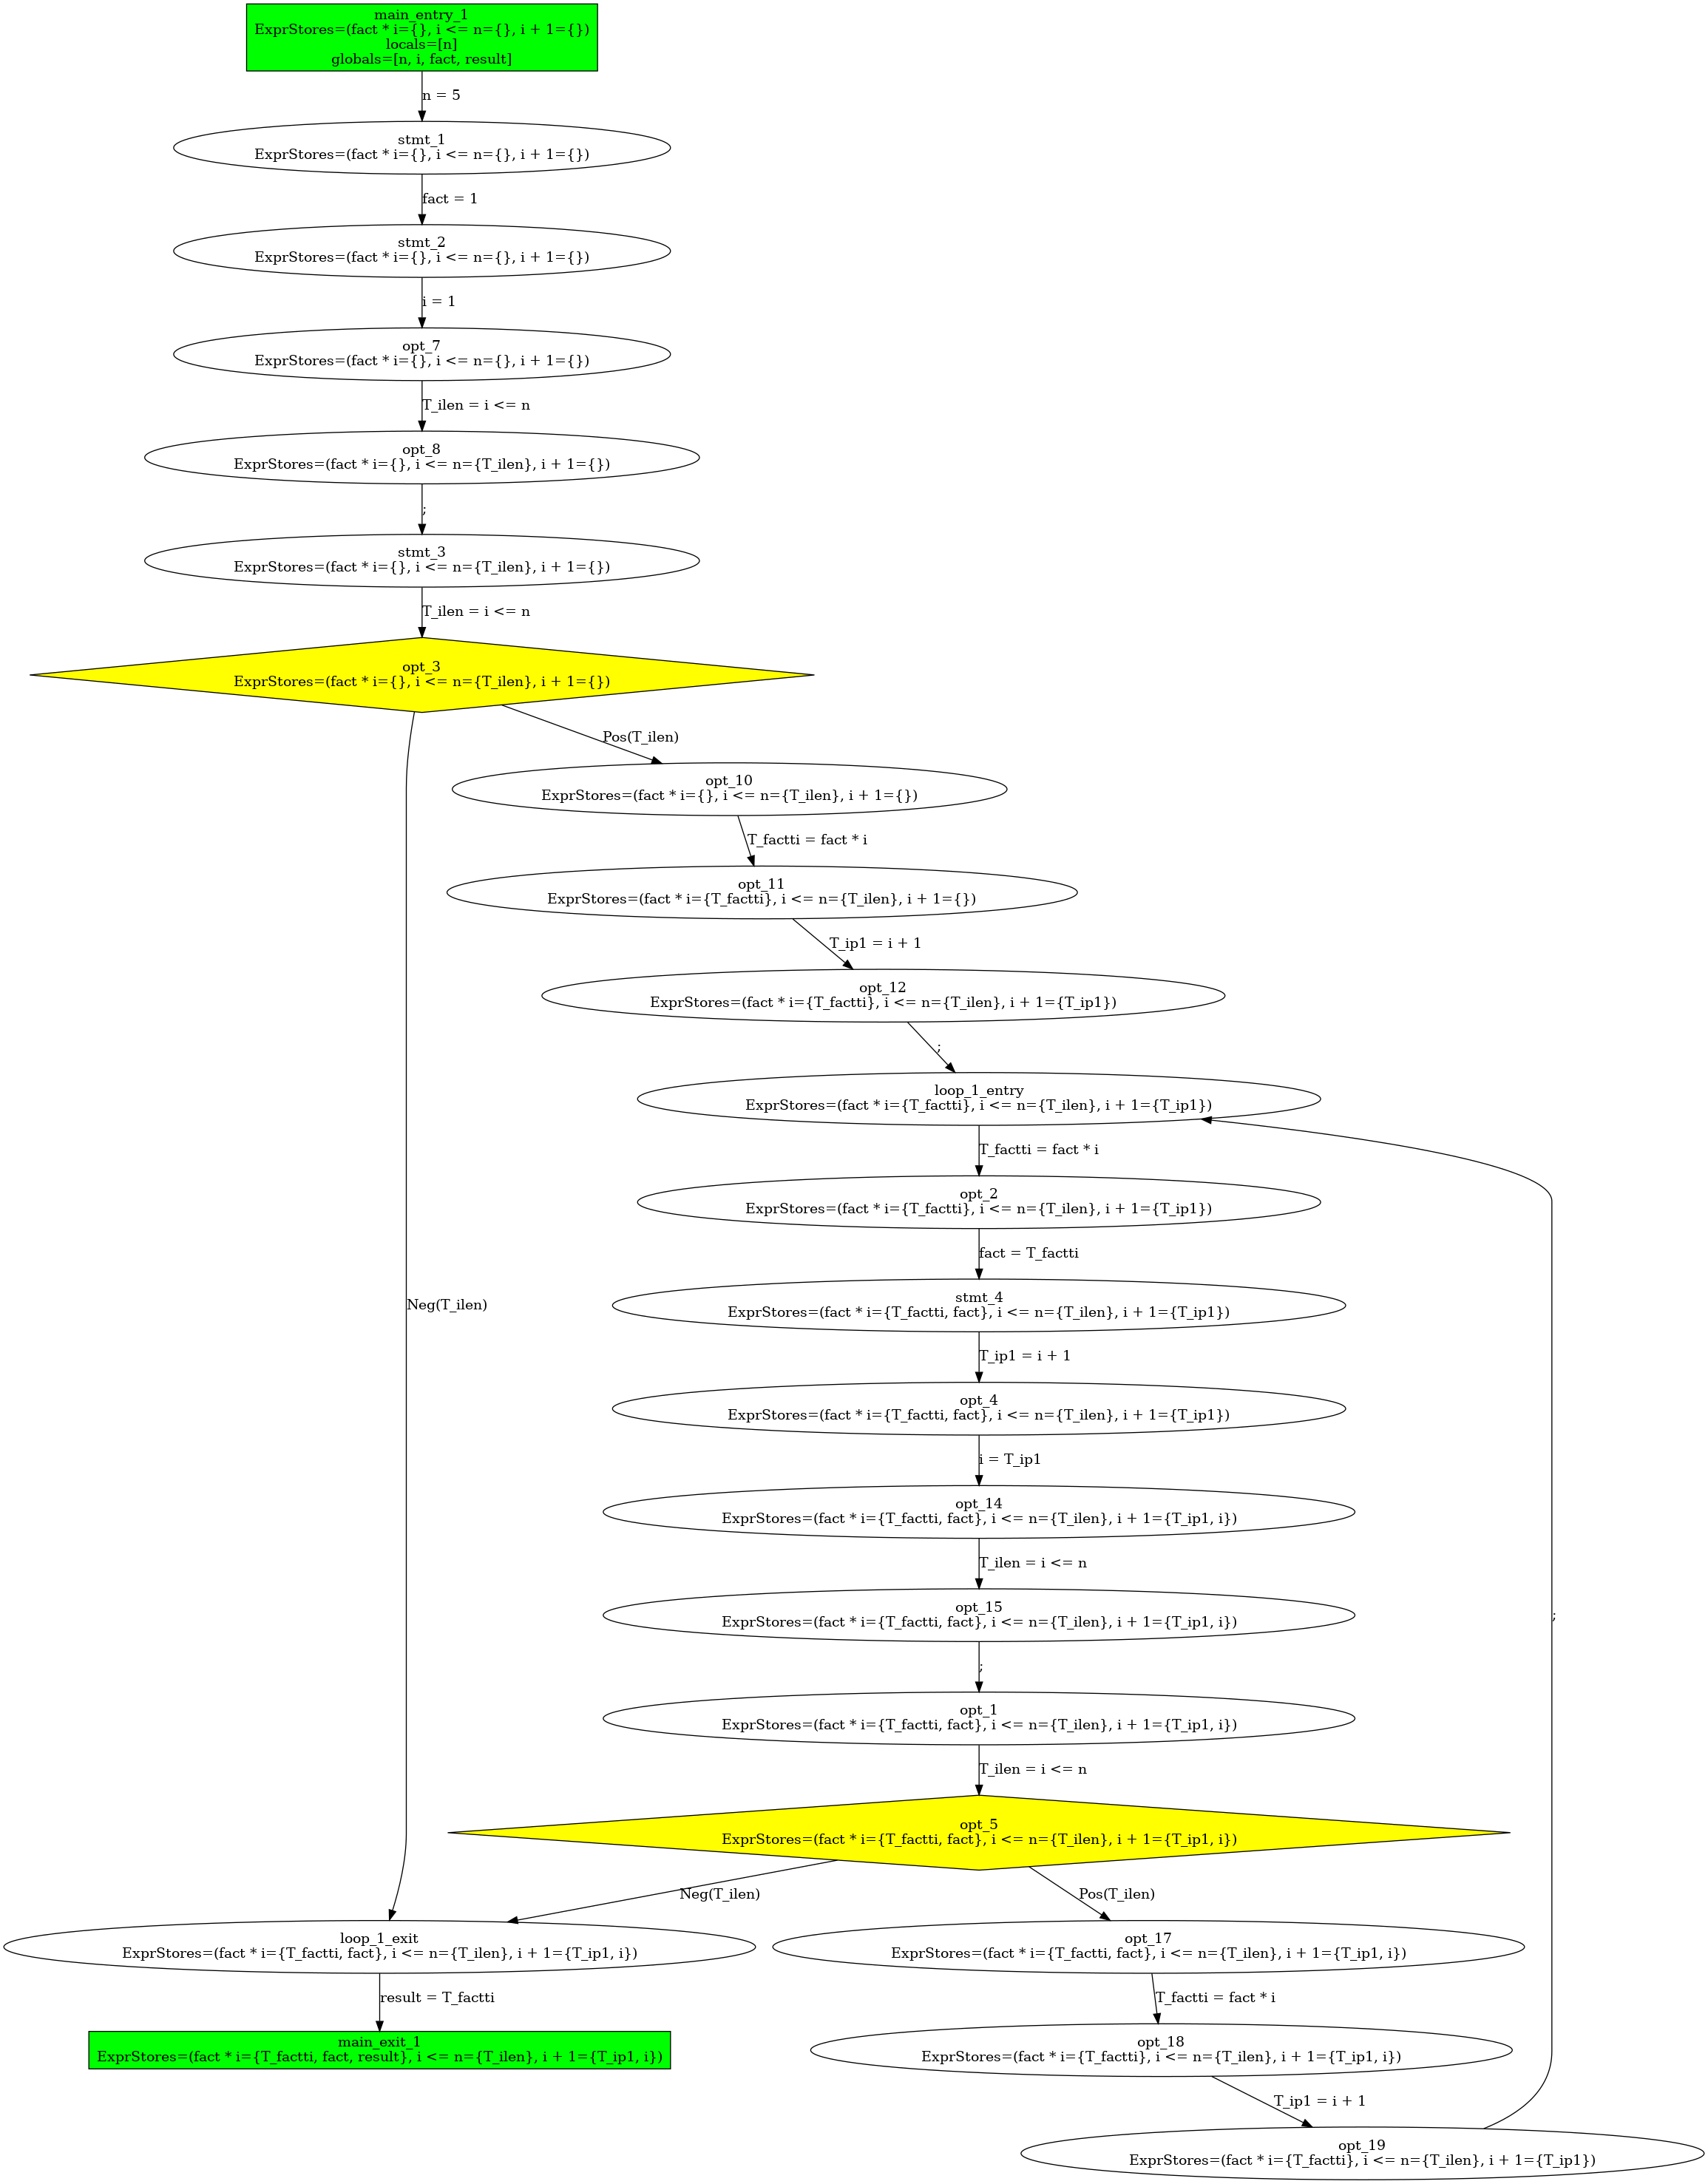 main_entry_1
ExprStores=(fact * i={}, i <= n={}, i + 1={})
locals=[n]
globals=[n, i, fact, result]
n = 5
stmt_1
ExprStores=(fact * i={}, i <= n={}, i + 1={})
fact = 1
stmt_2
ExprStores=(fact * i={}, i <= n={}, i + 1={})
i = 1
opt_7
ExprStores=(fact * i={}, i <= n={}, i + 1={})
T_ilen = i <= n
opt_8
ExprStores=(fact * i={}, i <= n={T_ilen}, i + 1={})
;
stmt_3
ExprStores=(fact * i={}, i <= n={T_ilen}, i + 1={})
T_ilen = i <= n
opt_3
ExprStores=(fact * i={}, i <= n={T_ilen}, i + 1={})
Pos(T_ilen)
opt_10
ExprStores=(fact * i={}, i <= n={T_ilen}, i + 1={})
T_factti = fact * i
opt_11
ExprStores=(fact * i={T_factti}, i <= n={T_ilen}, i + 1={})
T_ip1 = i + 1
opt_12
ExprStores=(fact * i={T_factti}, i <= n={T_ilen}, i + 1={T_ip1})
;
loop_1_entry
ExprStores=(fact * i={T_factti}, i <= n={T_ilen}, i + 1={T_ip1})
T_factti = fact * i
opt_2
ExprStores=(fact * i={T_factti}, i <= n={T_ilen}, i + 1={T_ip1})
fact = T_factti
stmt_4
ExprStores=(fact * i={T_factti, fact}, i <= n={T_ilen}, i + 1={T_ip1})
Neg(T_ilen)
T_ip1 = i + 1
opt_4
ExprStores=(fact * i={T_factti, fact}, i <= n={T_ilen}, i + 1={T_ip1})
i = T_ip1
opt_14
ExprStores=(fact * i={T_factti, fact}, i <= n={T_ilen}, i + 1={T_ip1, i})
T_ilen = i <= n
opt_15
ExprStores=(fact * i={T_factti, fact}, i <= n={T_ilen}, i + 1={T_ip1, i})
;
;
opt_1
ExprStores=(fact * i={T_factti, fact}, i <= n={T_ilen}, i + 1={T_ip1, i})
T_ilen = i <= n
opt_5
ExprStores=(fact * i={T_factti, fact}, i <= n={T_ilen}, i + 1={T_ip1, i})
Neg(T_ilen)
Pos(T_ilen)
loop_1_exit
ExprStores=(fact * i={T_factti, fact}, i <= n={T_ilen}, i + 1={T_ip1, i})
opt_17
ExprStores=(fact * i={T_factti, fact}, i <= n={T_ilen}, i + 1={T_ip1, i})
result = T_factti
T_factti = fact * i
main_exit_1
ExprStores=(fact * i={T_factti, fact, result}, i <= n={T_ilen}, i + 1={T_ip1, i})
opt_18
ExprStores=(fact * i={T_factti}, i <= n={T_ilen}, i + 1={T_ip1, i})
T_ip1 = i + 1
opt_19
ExprStores=(fact * i={T_factti}, i <= n={T_ilen}, i + 1={T_ip1})